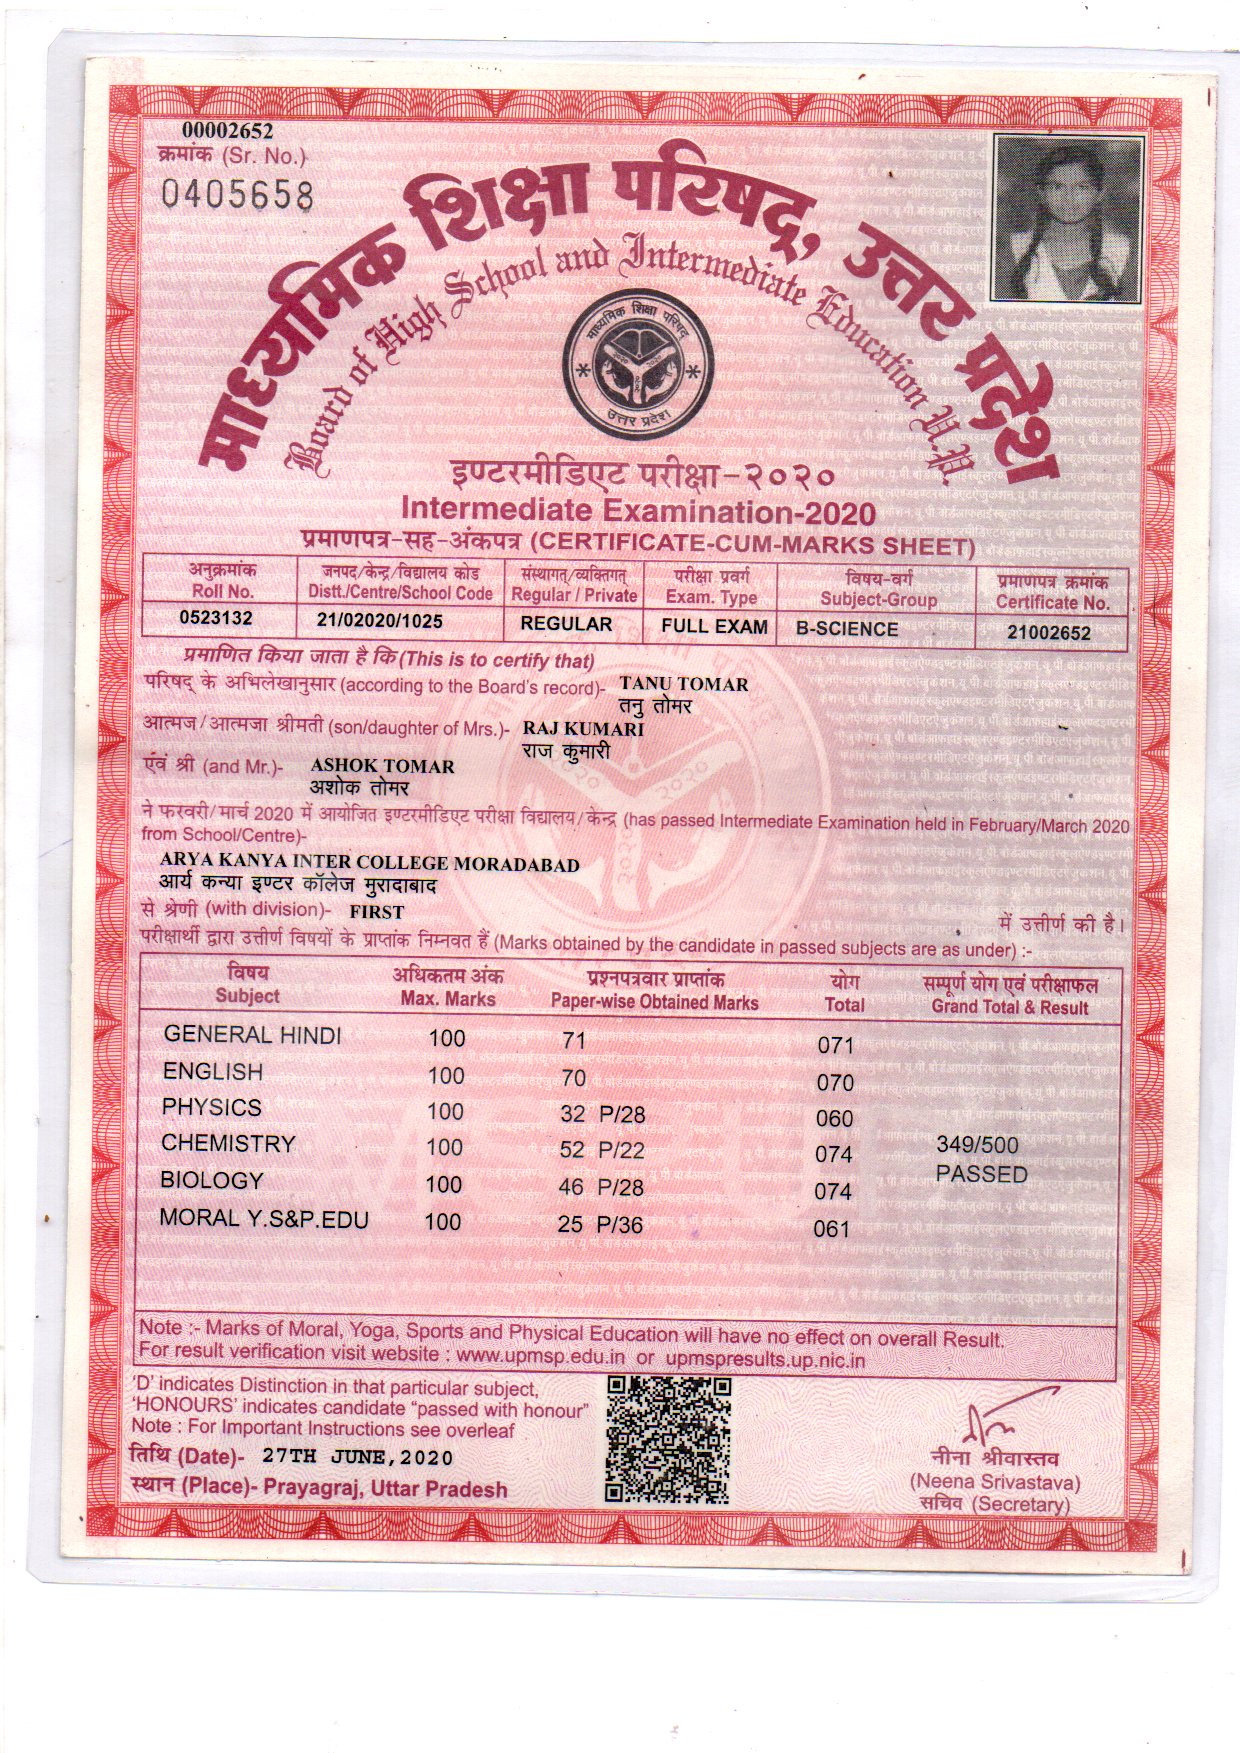 00002652
क्रमांक (Sr. No.)
0405658
माध्यमिक शिक्षा परिषद्, उत्तर प्रदेश
Board of High School and Intermediate Education U.P.
माध्यमिक शिक्षा परिषद
उत्तर प्रदेश
इण्टरमीडिएट परीक्षा-२०२०
Intermediate Examination-2020
प्रमाणपत्र-सह-अंकपत्र (CERTIFICATE-CUM-MARKS SHEET)
अनुक्रमांक जनपद/केन्द्र/विद्यालय कोड संस्थागत/व्यक्तिगत परीक्षा प्रवर्ग विषय-वर्ग प्रमाणपत्र क्रमांक
Roll No. Distt./Centre/School Code Regular / Private Exam. Type Subject-Group Certificate No.
0523132 21/02020/1025 REGULAR FULL EXAM B-SCIENCE 21002652
प्रमाणित किया जाता है कि (This is to certify that)
परिषद् के अभिलेखानुसार (according to the Board's record)- TANU TOMAR
तनु तोमर
आत्मज/आत्मजा श्रीमती (son/daughter of Mrs.)- RAJ KUMARI
राज कुमारी
एवं श्री (and Mr.)- ASHOK TOMAR
अशोक तोमर
ने फरवरी/मार्च 2020 में आयोजित इण्टरमीडिएट परीक्षा विद्यालय/केन्द्र (has passed Intermediate Examination held in February/March 2020
from School/Centre)-
ARYA KANYA INTER COLLEGE MORADABAD
आर्य कन्या इण्टर कॉलेज मुरादाबाद
से श्रेणी (with division)- FIRST में उत्तीर्ण की है।
परीक्षार्थी द्वारा उत्तीर्ण विषयों के प्राप्तांक निम्नवत हैं (Marks obtained by the candidate in passed subjects are as under) :-
विषय अधिकतम अंक प्रश्नपत्रवार प्राप्तांक योग सम्पूर्ण योग एवं परीक्षाफल
Subject Max. Marks Paper-wise Obtained Marks Total Grand Total & Result
GENERAL HINDI 100 71 071
ENGLISH 100 70 070
PHYSICS 100 32 P/28 060
CHEMISTRY 100 52 P/22 074 349/500
PASSED
BIOLOGY 100 46 P/28 074
MORAL Y.S&P.EDU 100 25 P/36 061
Note :- Marks of Moral, Yoga, Sports and Physical Education will have no effect on overall Result.
For result verification visit website : www.upmsp.edu.in or upmspresults.up.nic.in
'D' indicates Distinction in that particular subject,
'HONOURS' indicates candidate "passed with honour"
Note : For Important Instructions see overleaf
तिथि (Date)- 27TH JUNE,2020
स्थान (Place)- Prayagraj, Uttar Pradesh
नीना श्रीवास्तव
(Neena Srivastava)
सचिव (Secretary)